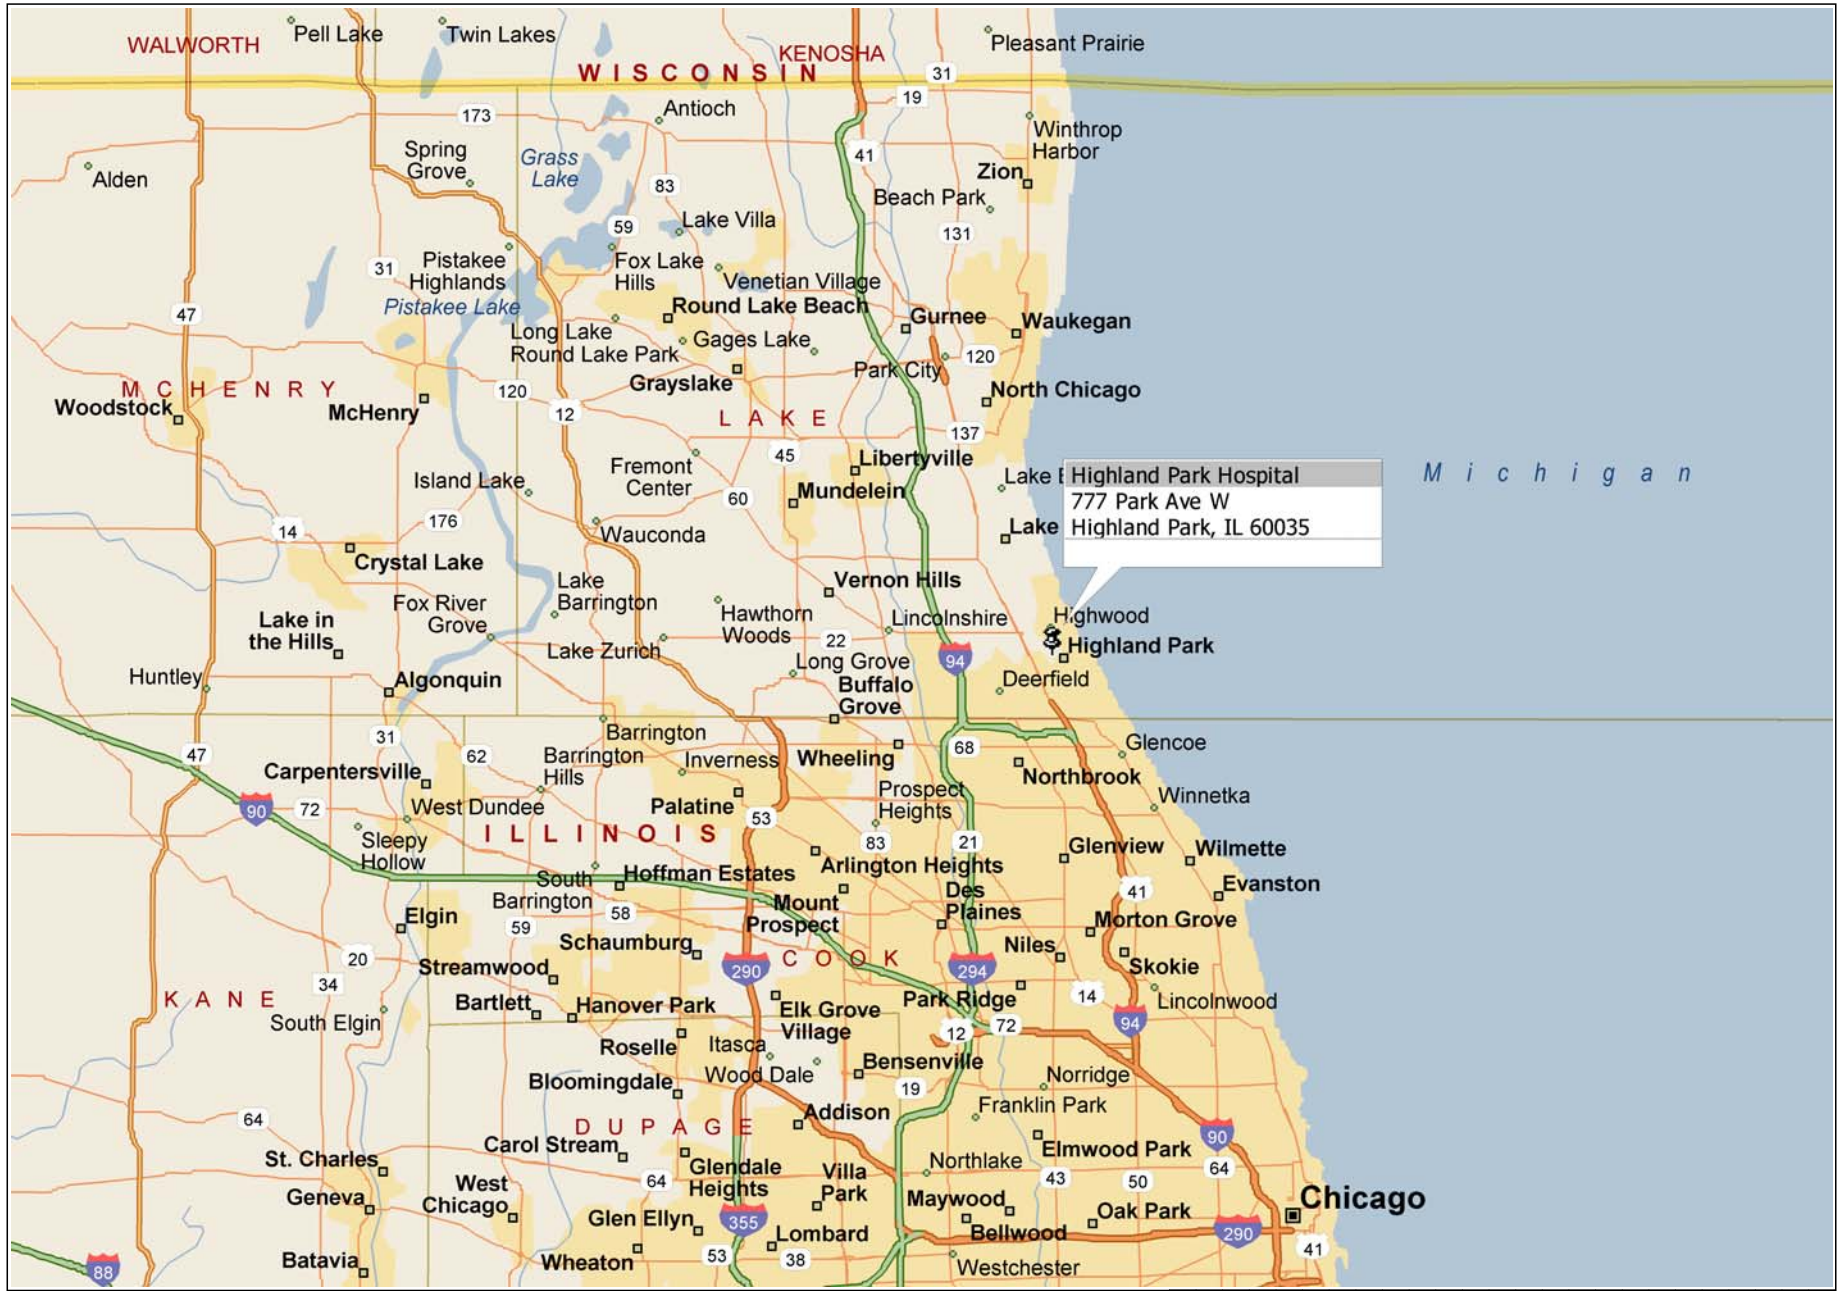 WALWORTH
Pell Lake
Twin Lakes
KENOSHA
Pleasant Prairie
WISCONSIN
31
19
173
Antioch
Winthrop
Harbor
41
Spring
Grove
Grass
Lake
Alden
83
Zion
Beach Park
59
Lake Villa
131
Pistakee
Highlands
31
Fox Lake
Hills
Venetian Village
Pistakee Lake
Round Lake Beach
47
Gurnee
Waukegan
Long Lake
Round Lake Park
Gages Lake
120
Park City
Grayslake
MCHENRY
120
North Chicago
Woodstock
McHenry
12
LAKE
137
45
Libertyville
Fremont
Center
Island Lake
Mundelein
60
Lake
Highland Park Hospital
777 Park Ave W
Highland Park, IL 60035
Michigan
14
176
Wauconda
Lake
Crystal Lake
Lake
Barrington
Vernon Hills
Fox River
Grove
Hawthorn
Woods
Lincolnshire
Highwood
Lake in
the Hills
22
Highland Park
Lake Zurich
94
Long Grove
Huntley
Algonquin
Buffalo
Grove
Deerfield
31
Barrington
Glencoe
47
62
Barrington
Hills
Inverness
Wheeling
68
Carpentersville
Northbrook
90
72
West Dundee
Palatine
Prospect
Heights
Winnetka
53
ILLINOIS
Sleepy
Hollow
83
21
Glenview
Wilmette
Arlington Heights
South
Barrington
Hoffman Estates
41
Evanston
Des
Plaines
Mount
Prospect
Elgin
58
59
Morton Grove
Schaumburg
Niles
20
COOK
Streamwood
290
294
Skokie
34
KANE
Bartlett
Hanover Park
Park Ridge
14
Lincolnwood
Elk Grove
Village
South Elgin
94
12
72
Roselle
Itasca
Wood Dale
Bensenville
Norridge
Bloomingdale
19
Franklin Park
64
Addison
DUPAGE
90
Carol Stream
Elmwood Park
St. Charles
Glendale
Heights
Villa
Park
Northlake
64
64
43
50
Geneva
West
Chicago
Maywood
Chicago
Glen Ellyn
355
Oak Park
Lombard
Bellwood
290
41
Batavia
Wheaton
53
38
Westchester
88